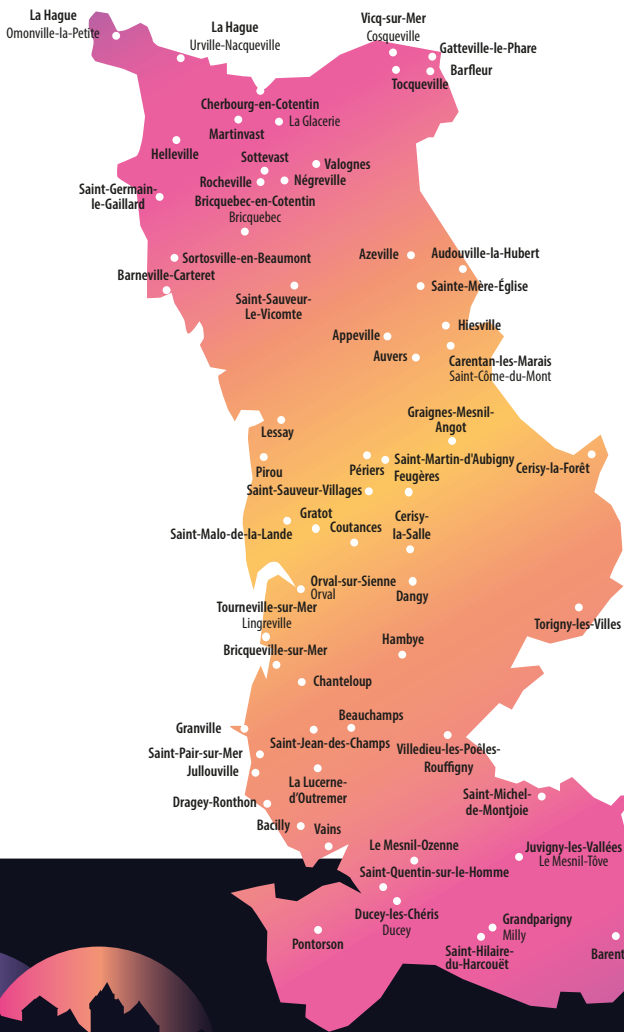 La Hague
Omonville-la-Petite
La Hague
Urville-Nacqueville
Vicq-sur-Mer
Cosqueville
Gatteville-le-Phare
Barfleur
Tocqueville
Cherbourg-en-Cotentin
La Glacerie
Martinvast
Helleville
Sottevast
Valognes
Rocheville
Négreville
Saint-Germain-
le-Gaillard
Bricquebec-en-Cotentin
Bricquebec
Sortosville-en-Beaumont
Azeville
Audouville-la-Hubert
Barneville-Carteret
Sainte-Mère-Église
Saint-Sauveur-
Le-Vicomte
Hiesville
Appeville
Auvers
Carentan-les-Marais
Saint-Côme-du-Mont
Graignes-Mesnil-
Angot
Lessay
Pirou
Périers
Saint-Martin-d'Aubigny
Cerisy-la-Forêt
Feugères
Saint-Sauveur-Villages
Gratot
Saint-Malo-de-la-Lande
Coutances
Cerisy-
la-Salle
Orval-sur-Sienne
Orval
Dangy
Tourneville-sur-Mer
Lingreville
Torigny-les-Villes
Bricqueville-sur-Mer
Hambye
Chanteloup
Beauchamps
Granville
Saint-Jean-des-Champs
Villedieu-les-Poêles-
Rouffigny
Saint-Pair-sur-Mer
Jullouville
La Lucerne-
d'Outremer
Saint-Michel-
de-Montjoie
Dragey-Ronthon
Bacilly
Vains
Le Mesnil-Ozenne
Juvigny-les-Vallées
Le Mesnil-Tôve
Saint-Quentin-sur-le-Homme
Ducey-les-Chéris
Ducey
Grandparigny
Milly
Pontorson
Saint-Hilaire-
du-Harcouët
Barent